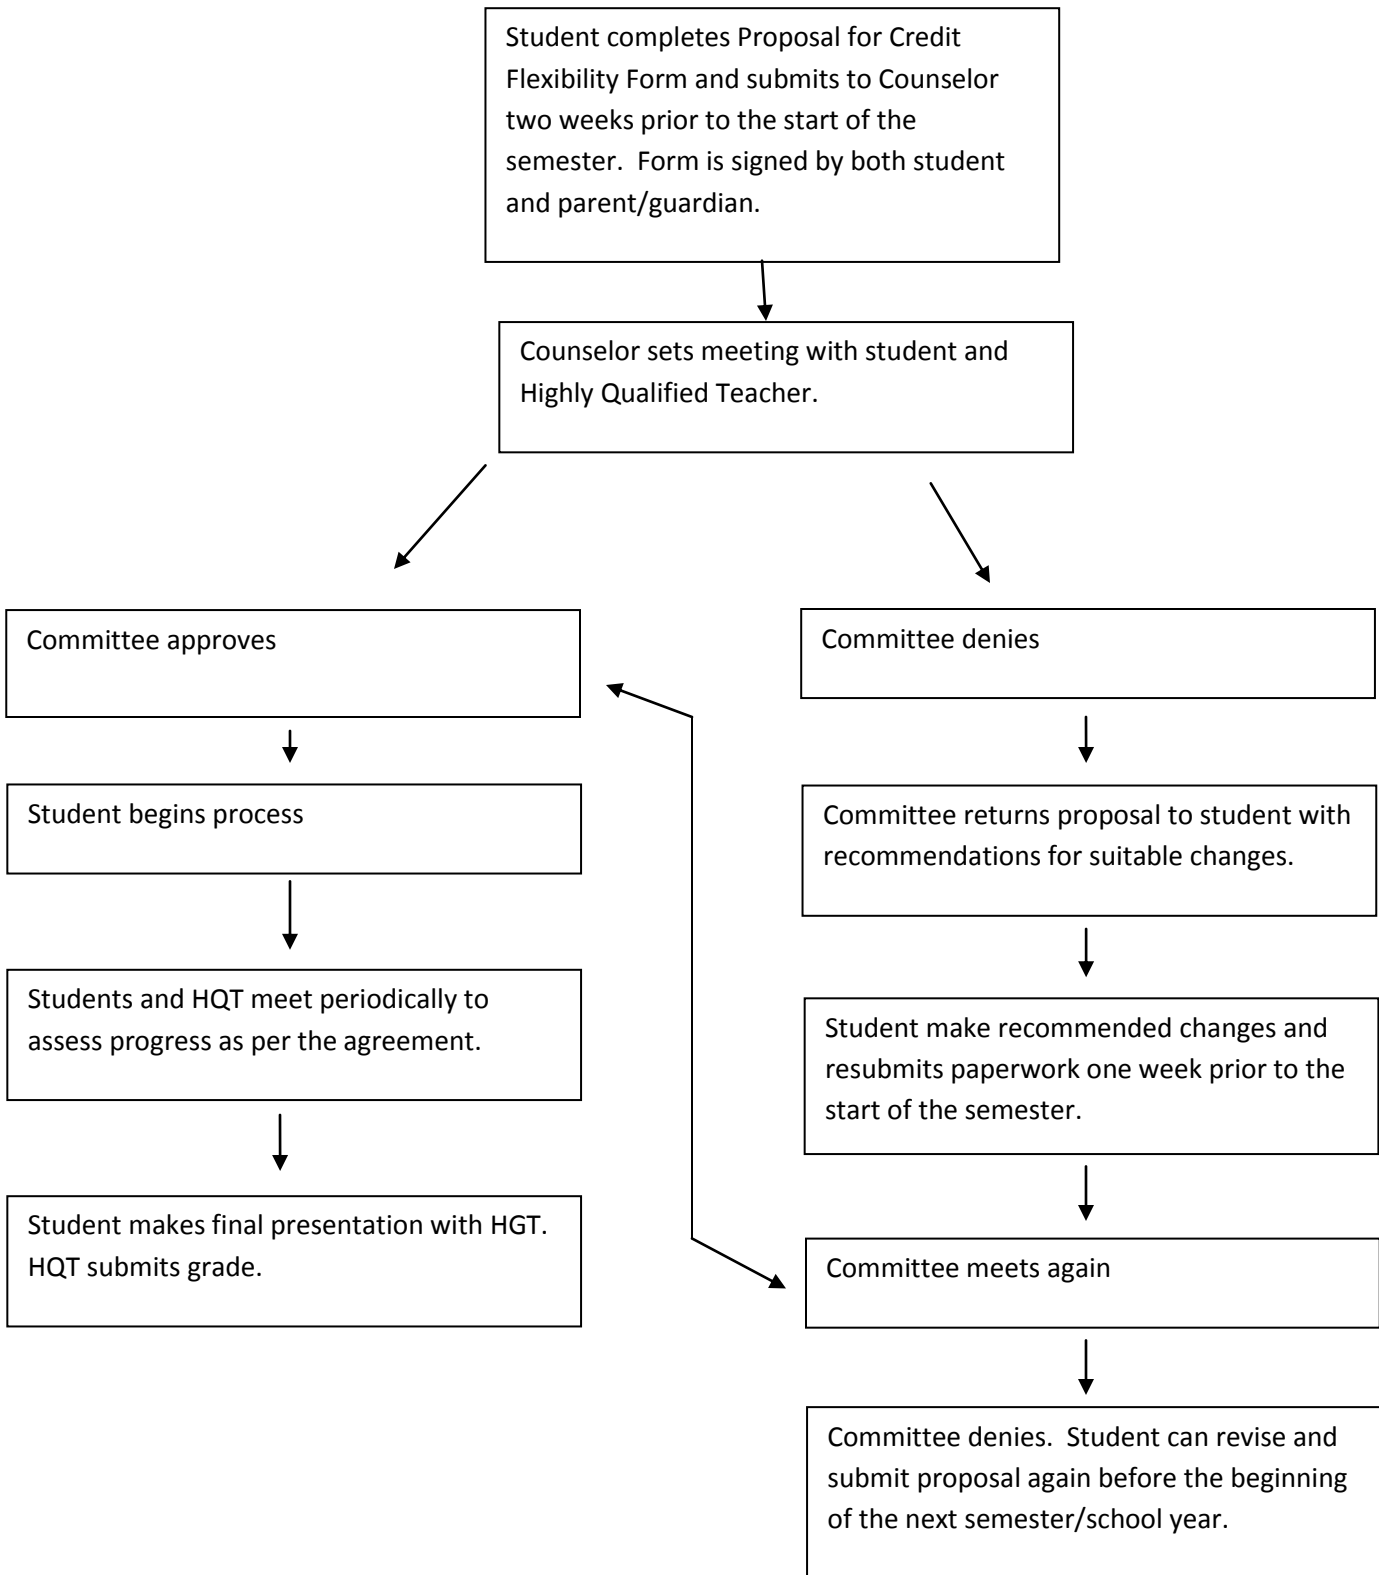 Student completes Proposal for Credit
Flexibility Form and submits to Counselor
two weeks prior to the start of the
semester.  Form is signed by both student
and parent/guardian.
Counselor sets meeting with student and
Highly Qualified Teacher.
Committee approves
Student begins process
Students and HQT meet periodically to
assess progress as per the agreement.
Student makes final presentation with HGT.
HQT submits grade.
Committee denies
Committee returns proposal to student with
recommendations for suitable changes.
Student make recommended changes and
resubmits paperwork one week prior to the
start of the semester.
Committee meets again
Committee denies.  Student can revise and
submit proposal again before the beginning
of the next semester/school year.